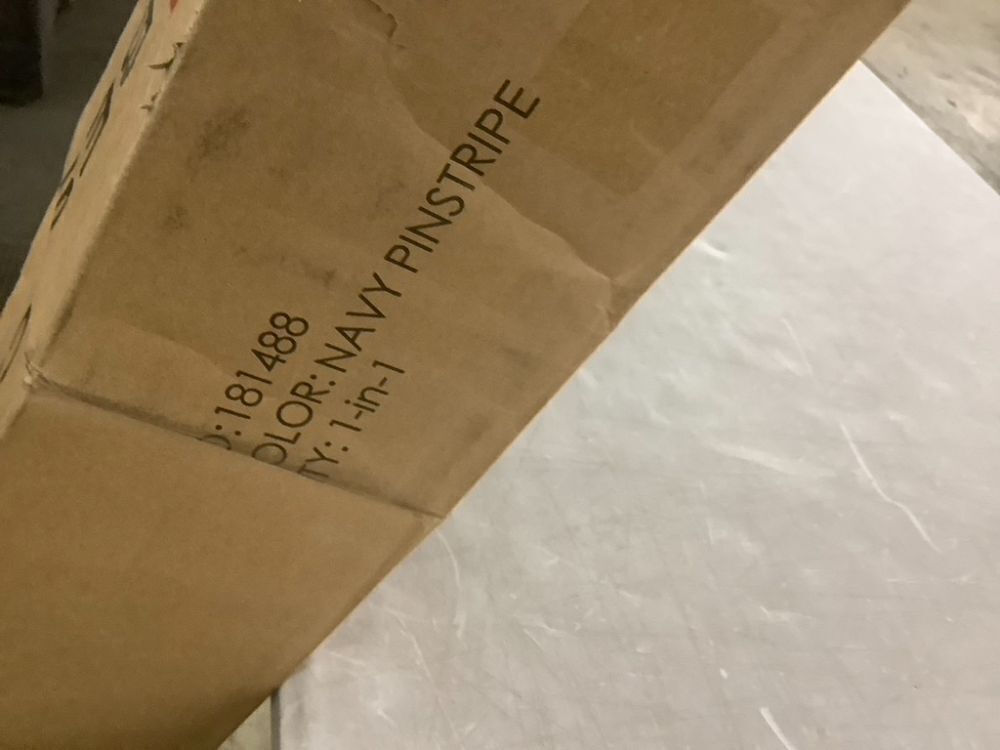 D:181488
OLOR: NAVY PINSTRIPE
TY: 1-in-1